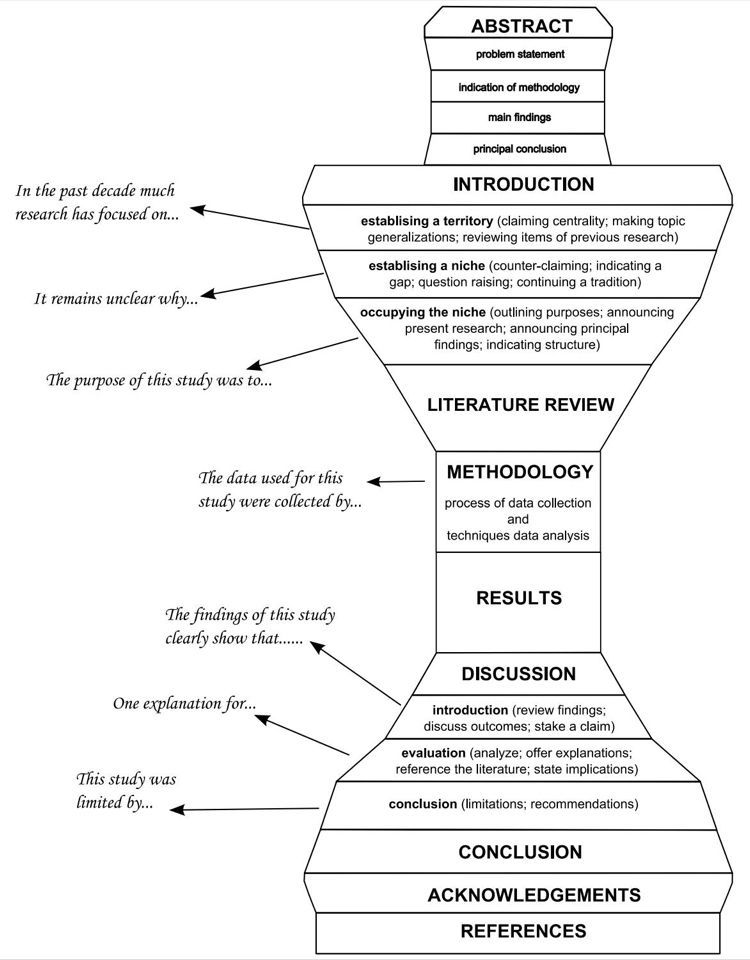 ABSTRACT
problem statement
indication of methodology
main findings
principal conclusion
INTRODUCTION
In the past decade much
research has focused on...
establising a territory (claiming centrality; making topic
generalizations; reviewing items of previous research)
It remains unclear why...
establising a niche (counter-claiming; indicating a
gap; question raising; continuing a tradition)
The purpose of this study was to...
occupying the niche (outlining purposes; announcing
present research; announcing principal
findings; indicating structure)
LITERATURE REVIEW
The data used for this
study were collected by...
METHODOLOGY
process of data collection
and
techniques data analysis
RESULTS
The findings of this study
clearly show that......
DISCUSSION
introduction (review findings;
discuss outcomes; stake a claim)
One explanation for...
evaluation (analyze; offer explanations;
reference the literature; state implications)
This study was
limited by...
conclusion (limitations; recommendations)
CONCLUSION
ACKNOWLEDGEMENTS
REFERENCES